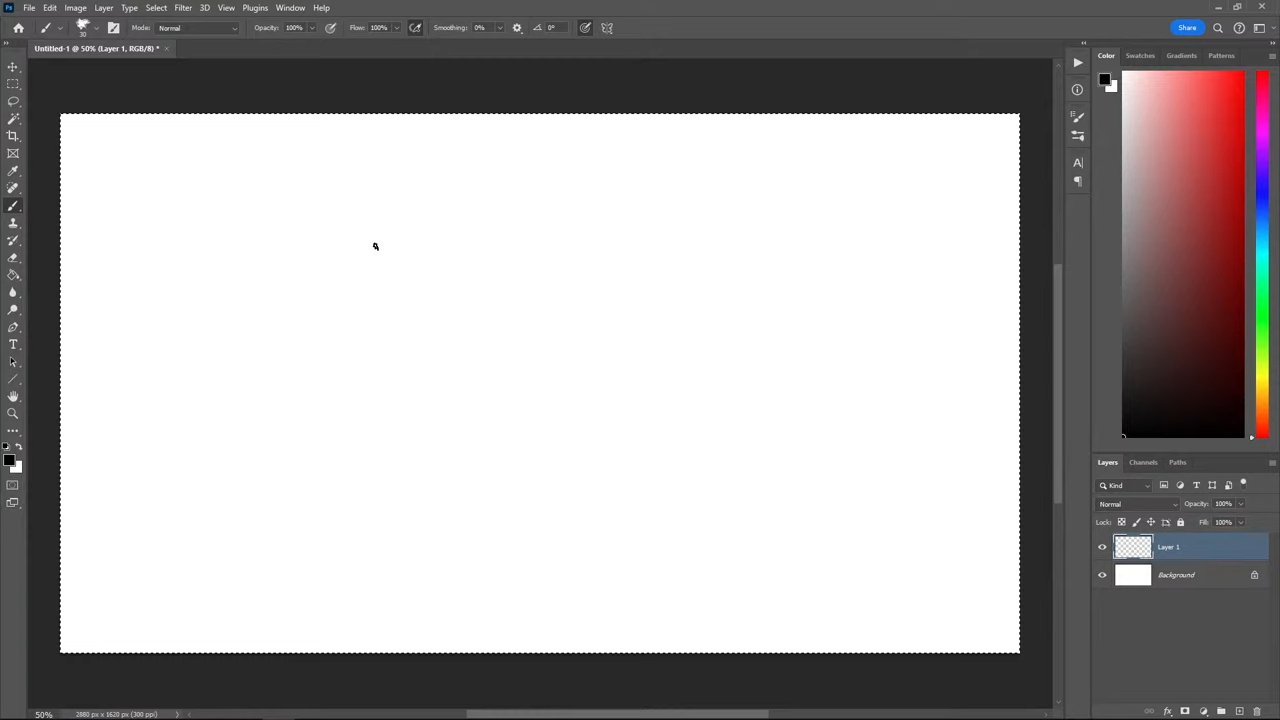 Ps File Edit Image Layer Type Select Filter 3D View Plugins Window Help
30 Mode: Normal Opacity: 100% Flow: 100% Smoothing: 0% 0° Share
Untitled-1 @ 50% (Layer 1, RGB/8) *
Color Swatches Gradients Patterns
Layers Channels Paths
Kind
Normal Opacity: 100%
Lock: Fill: 100%
Layer 1
Background
50% 2880 px x 1620 px (300 ppi)